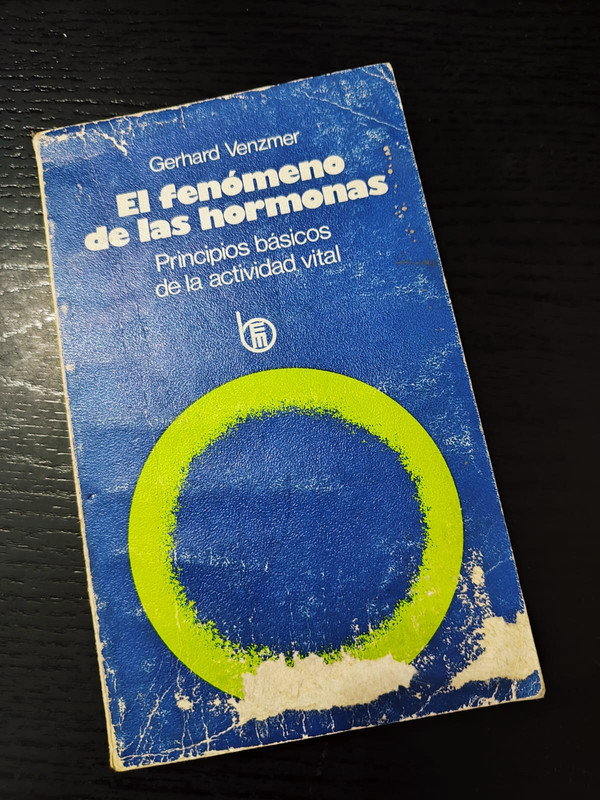 Gerhard Venzmer
El fenómeno
de las hormonas
Principios básicos
de la actividad vital